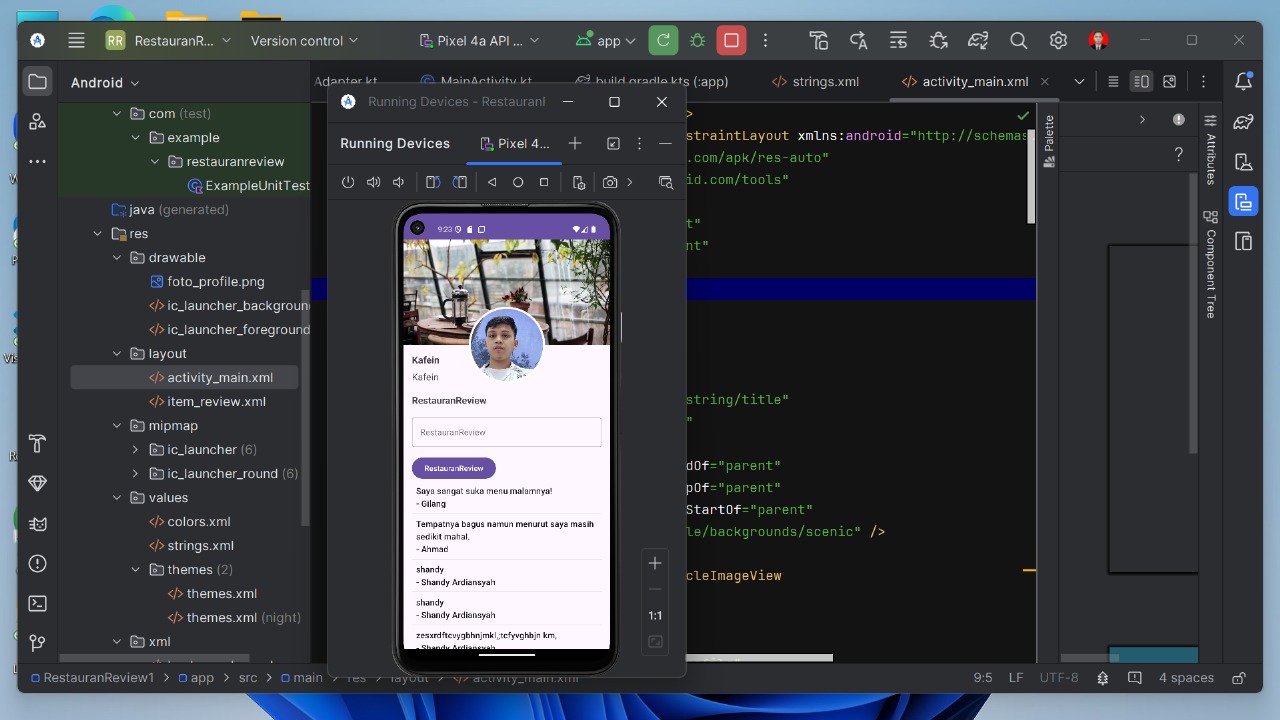 RR RestauranR... Version control Pixel 4a API ... app
Android
Adapter.kt MainActivity.kt build.gradle.kts (:app) strings.xml activity_main.xml
com (test)
example
restauranreview
ExampleUnitTest
java (generated)
res
drawable
foto_profile.png
ic_launcher_backgroun
ic_launcher_foreground
layout
activity_main.xml
item_review.xml
mipmap
ic_launcher (6)
ic_launcher_round (6)
values
colors.xml
strings.xml
themes (2)
themes.xml
themes.xml (night)
xml
Running Devices - RestauranI
Running Devices Pixel 4...
9:23
Kafein
Kafein
RestauranReview
RestauranReview
RestauranReview
Saya sangat suka menu malamnya!
- Gilang
Tempatnya bagus namun menurut saya masih
sedikit mahal.
- Ahmad
shandy
- Shandy Ardiansyah
shandy
- Shandy Ardiansyah
zesxrdftcvygbhnjmkl,;tcfyvghbjn km,
- Shandy Ardiansyah
1:1
>
straintLayout xmlns:android="http://schemas
.com/apk/res-auto"
id.com/tools"
t"
nt"
string/title"
"
dOf="parent"
pOf="parent"
StartOf="parent"
le/backgrounds/scenic" />
cleImageView
Palette
?
Attributes
Component Tree
RestauranReview1 app src main res layout activity_main.xml
9:5 LF UTF-8 4 spaces